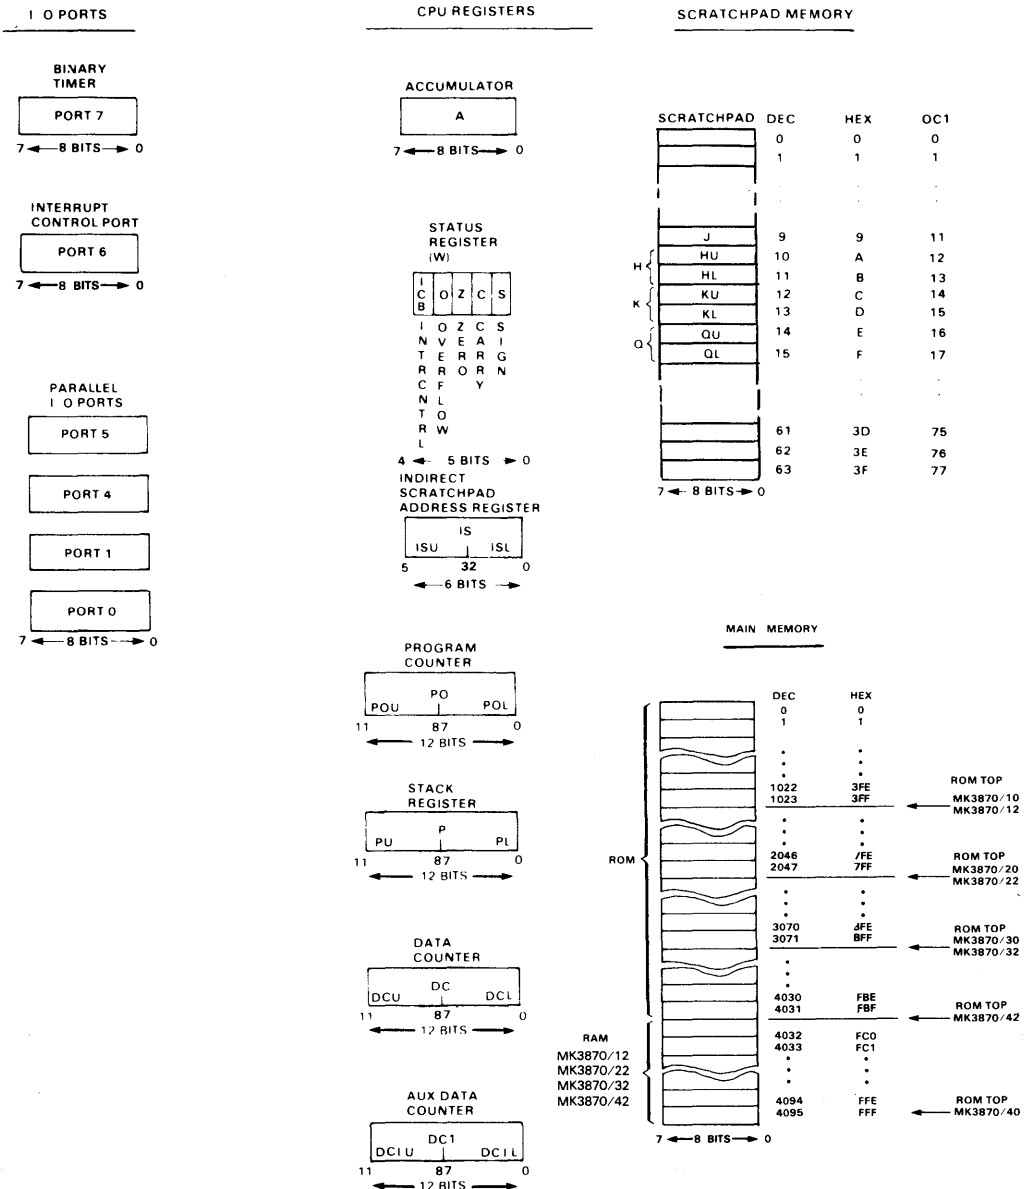 I O PORTS
BINARY
TIMER
PORT 7
7 8 BITS 0
INTERRUPT
CONTROL PORT
PORT 6
7 8 BITS 0
PARALLEL
I O PORTS
PORT 5
PORT 4
PORT 1
PORT 0
7 8 BITS 0
CPU REGISTERS
ACCUMULATOR
A
7 8 BITS 0
STATUS
REGISTER
(W)
ICB O Z C S
INTRCNTRL
OVERFLOW
ZERO
CARRY
SIGN
4 5 BITS 0
INDIRECT
SCRATCHPAD
ADDRESS REGISTER
IS
ISU ISL
5 32 0
6 BITS
PROGRAM
COUNTER
PO
POU POL
11 87 0
12 BITS
STACK
REGISTER
P
PU PL
11 87 0
12 BITS
DATA
COUNTER
DC
DCU DCL
11 87 0
12 BITS
AUX DATA
COUNTER
DC1
DC1U DC1L
11 87 0
12 BITS
SCRATCHPAD MEMORY
SCRATCHPAD DEC HEX OC1
0 0 0
1 1 1
J 9 9 11
H HU 10 A 12
HL 11 B 13
K KU 12 C 14
KL 13 D 15
Q QU 14 E 16
QL 15 F 17
61 3D 75
62 3E 76
63 3F 77
7 8 BITS 0
MAIN MEMORY
DEC HEX
0 0
1 1
1022 3FE
1023 3FF
ROM TOP
MK3870/10
MK3870/12
ROM
2046 7FE
2047 7FF
ROM TOP
MK3870/20
MK3870/22
3070 BFE
3071 BFF
ROM TOP
MK3870/30
MK3870/32
4030 FBE
4031 FBF
ROM TOP
MK3870/42
RAM
MK3870/12
MK3870/22
MK3870/32
MK3870/42
4032 FC0
4033 FC1
4094 FFE
4095 FFF
ROM TOP
MK3870/40
7 8 BITS 0